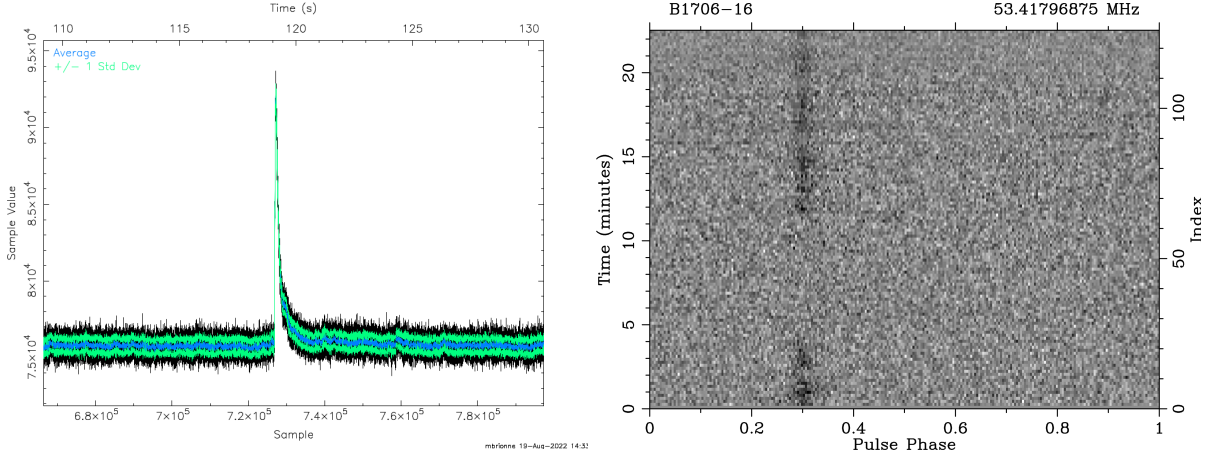 Time (s)
110 115 120 125 130
Average
+/− 1 Std Dev
9.5×10⁴
9×10⁴
8.5×10⁴
8×10⁴
7.5×10⁴
Sample Value
6.8×10⁵ 7×10⁵ 7.2×10⁵ 7.4×10⁵ 7.6×10⁵ 7.8×10⁵
Sample
mbrionne 19−Aug−2022 14:33
B1706−16 53.41796875 MHz
20
15
10
5
0
Time (minutes)
100
50
0
Index
0 0.2 0.4 0.6 0.8 1
Pulse Phase